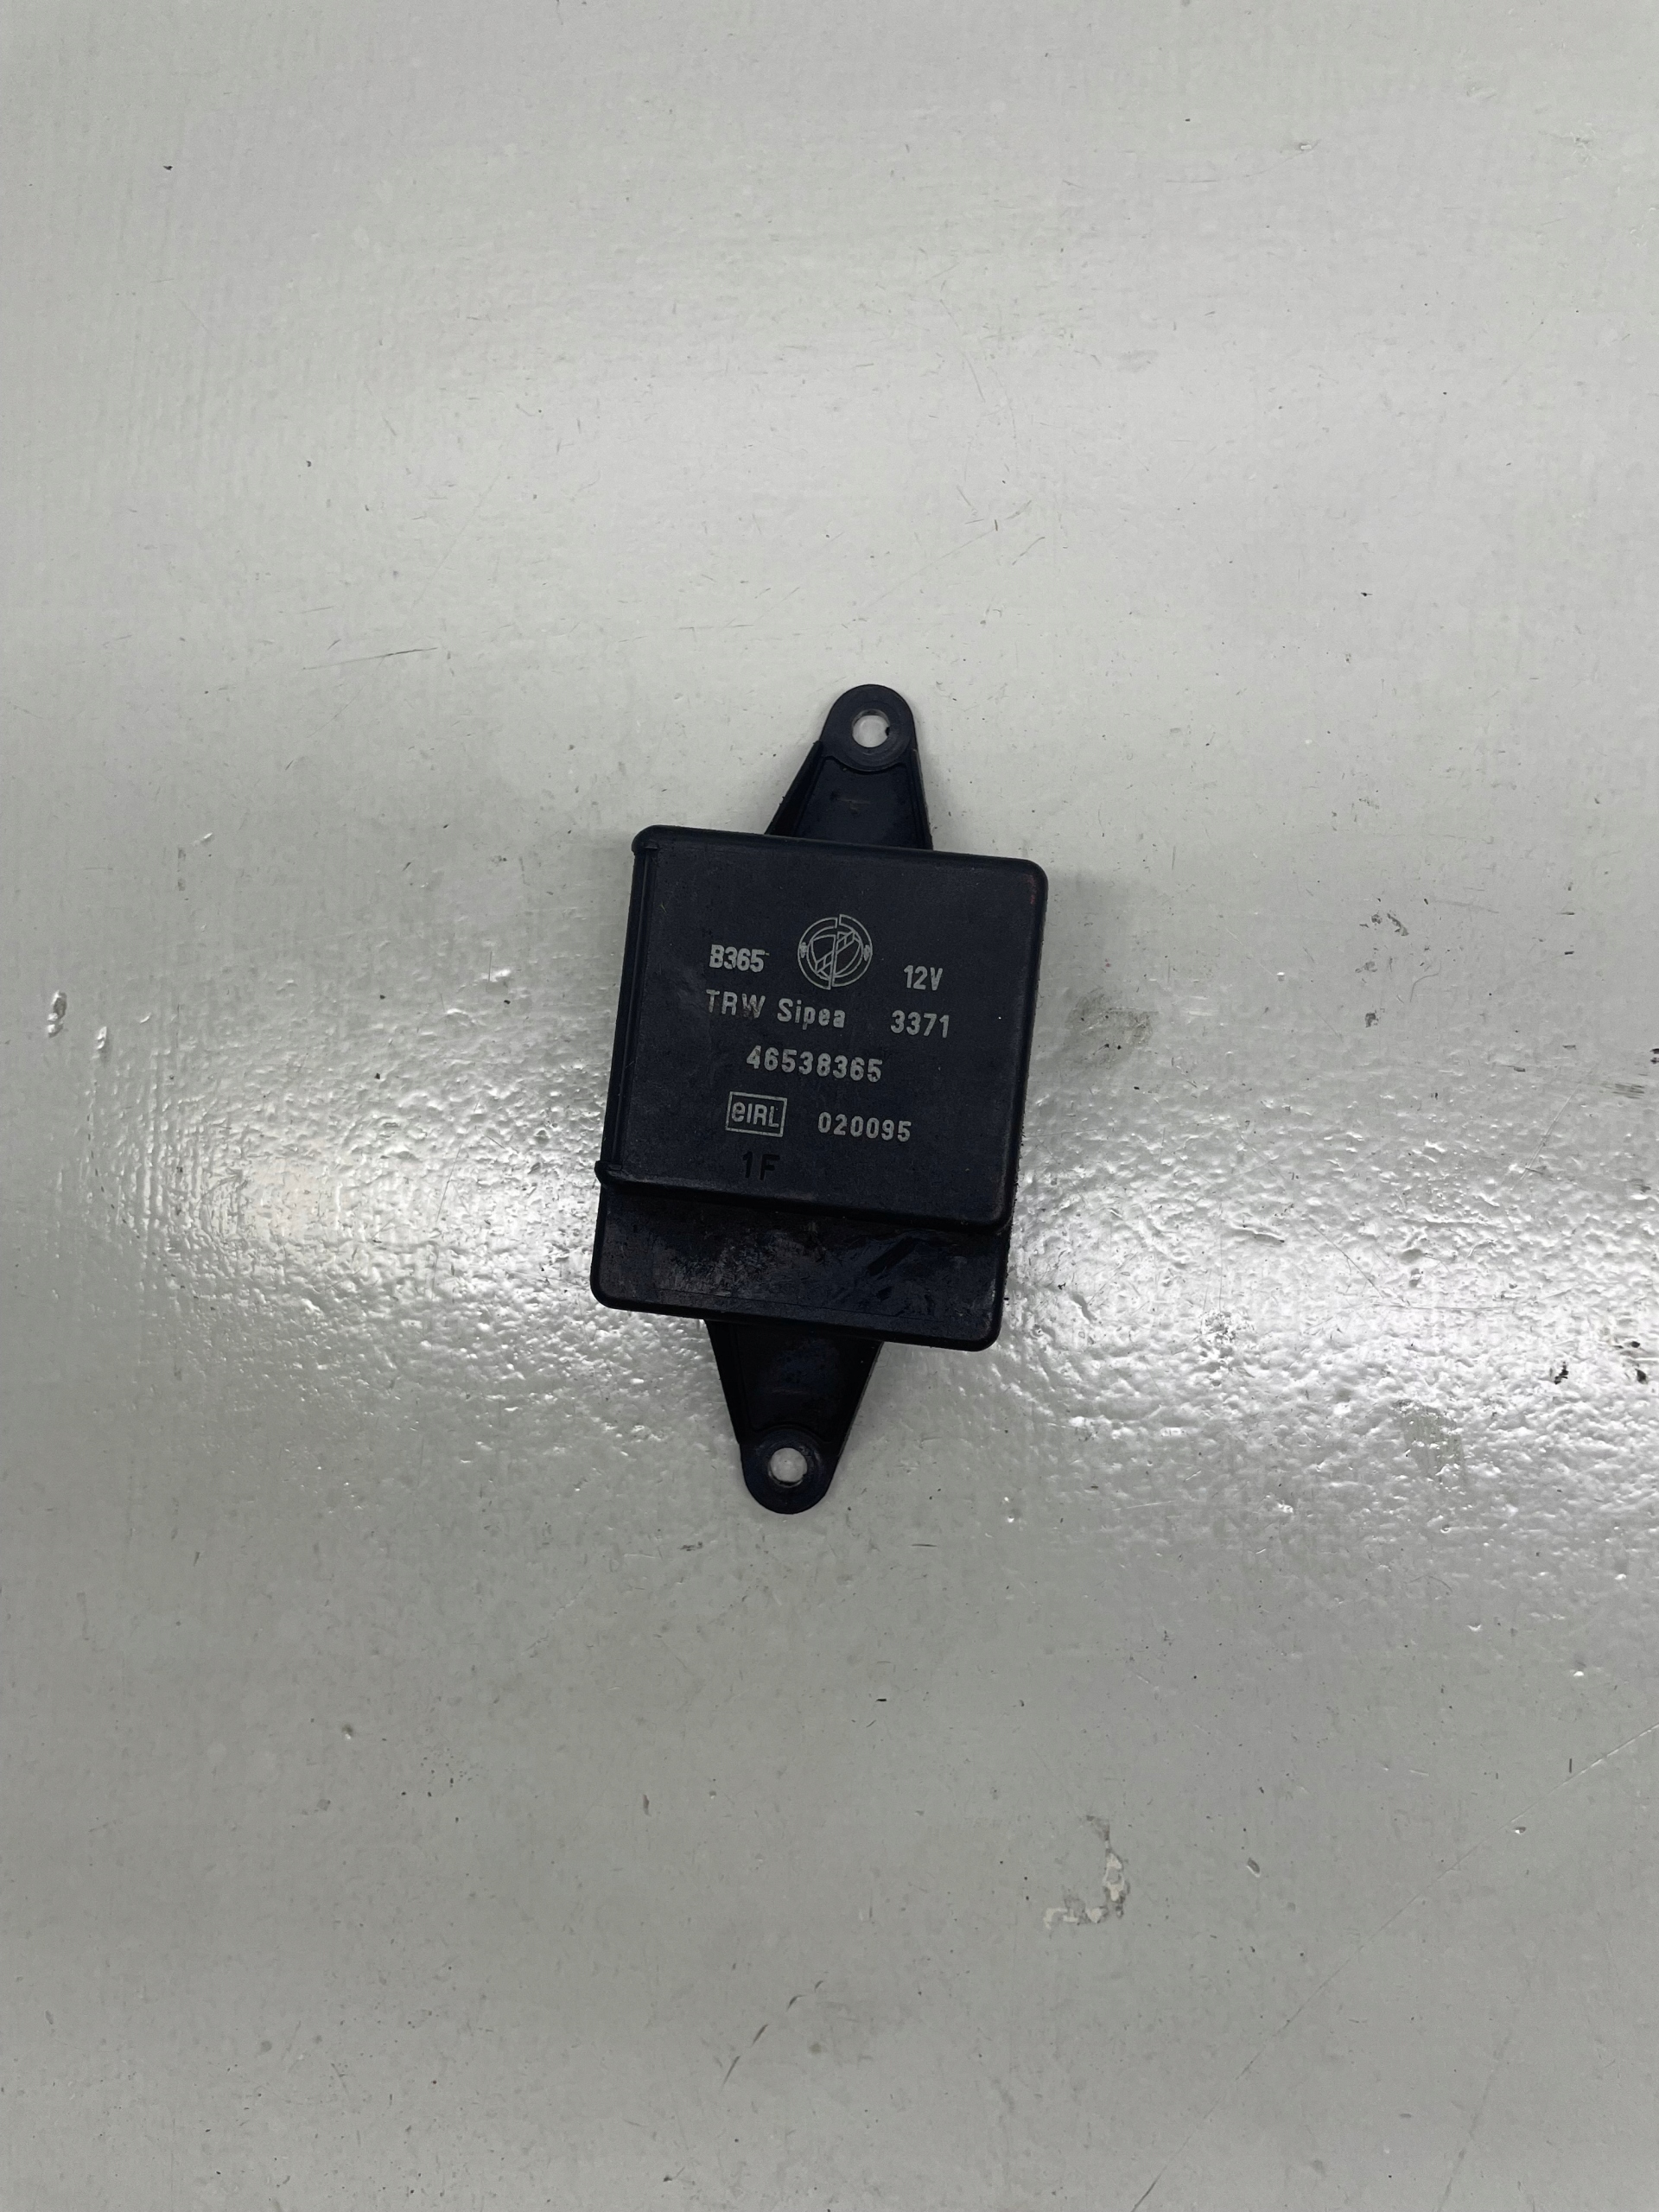 B365 12V
TRW Sipea 3371
46538365
eIRL 020095
1F